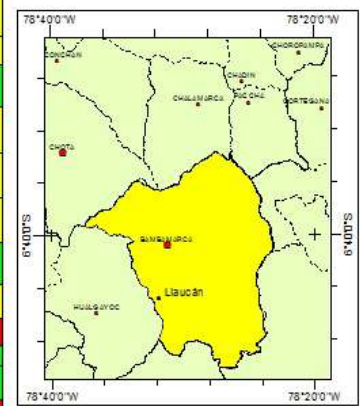 78°40'0"W 78°20'0"W
CONCHAN
CHOROPAMPA
CHADIN
CHALAMARCA
PACCHA
CORTEGANA
CHOTA
6°40'0"S 6°40'0"S
BAMBAMARCA
Llaucán
HUALGAYOC
78°40'0"W 78°20'0"W